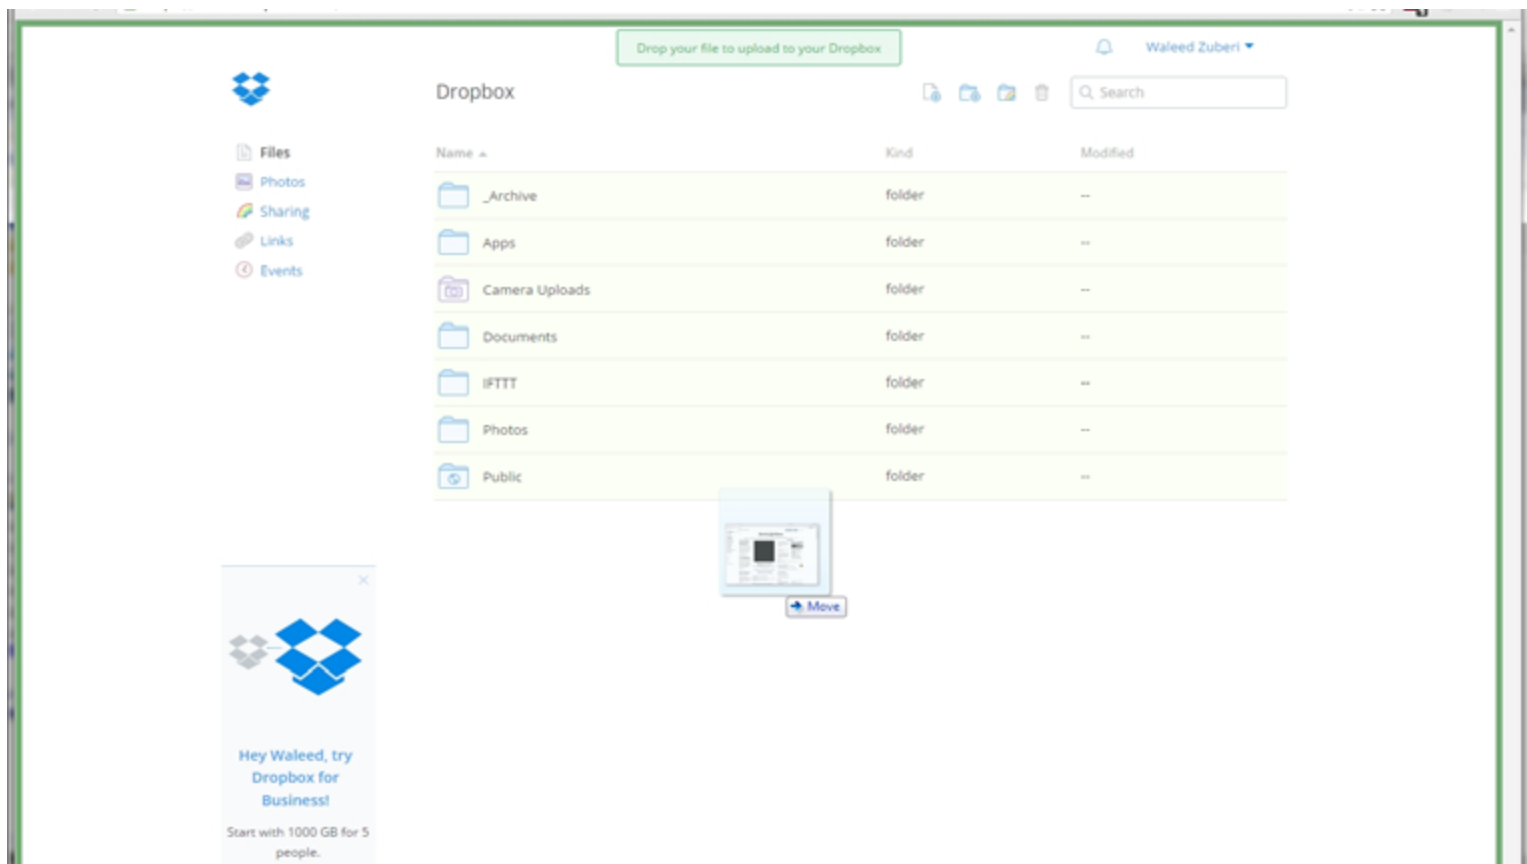 Drop your file to upload to your Dropbox
Waleed Zuberi
Dropbox
Search
Files
Photos
Sharing
Links
Events
Name Kind Modified
_Archive folder --
Apps folder --
Camera Uploads folder --
Documents folder --
IFTTT folder --
Photos folder --
Public folder --
Move
Hey Waleed, try
Dropbox for
Business!
Start with 1000 GB for 5
people.